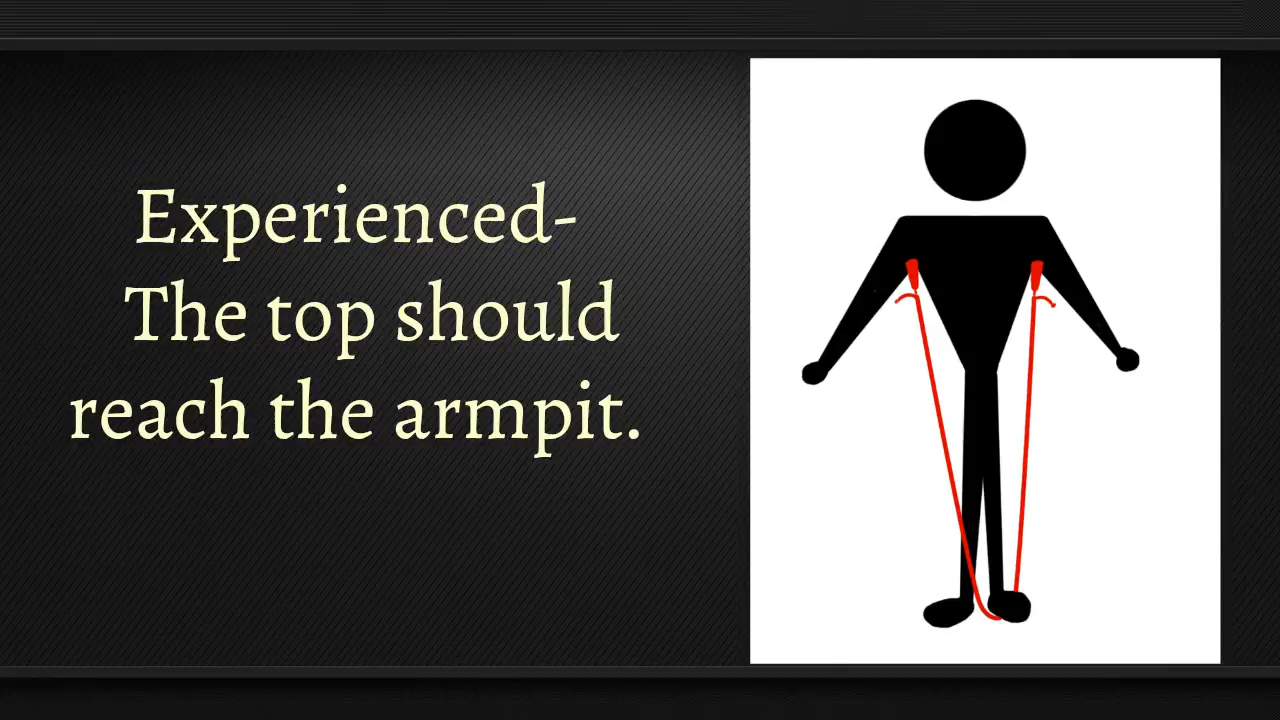 Experienced-
The top should
reach the armpit.